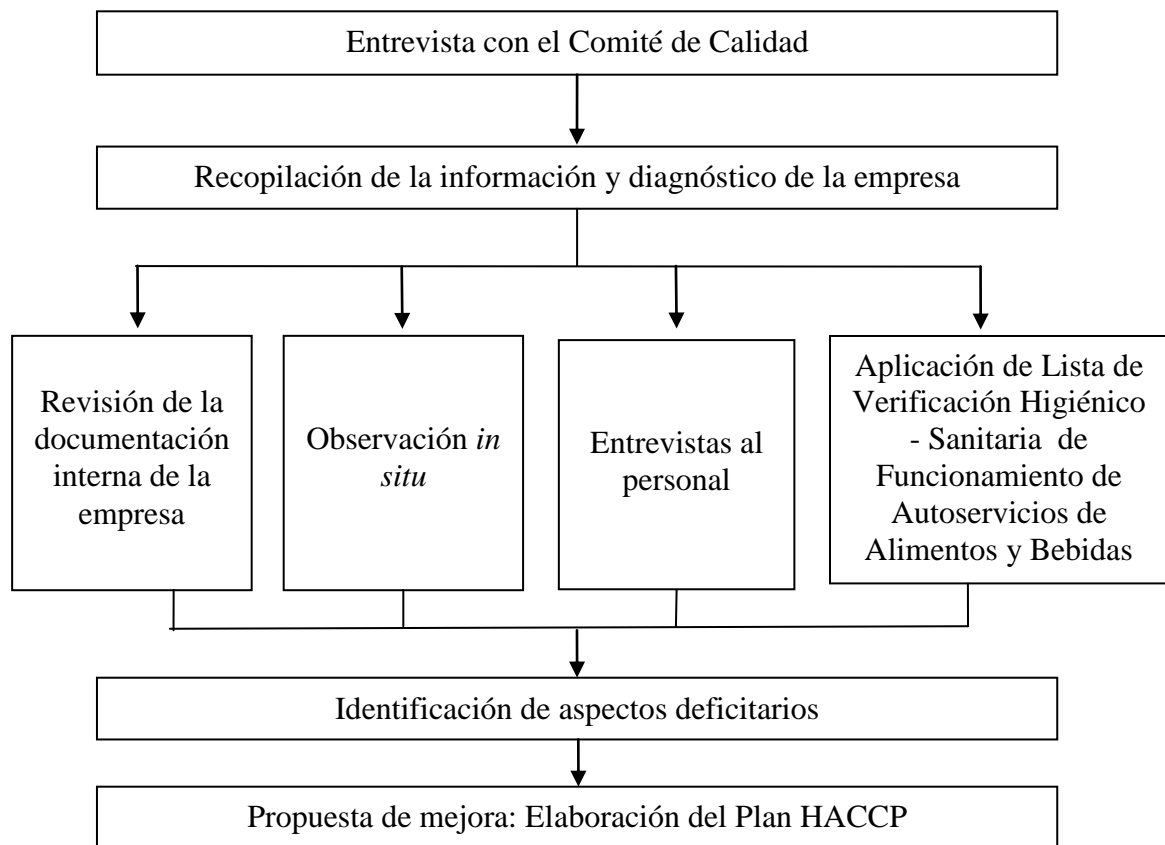 Entrevista con el Comité de Calidad
Recopilación de la información y diagnóstico de la empresa
Revisión de la
documentación
interna de la
empresa
Observación in
situ
Entrevistas al
personal
Aplicación de Lista de
Verificación Higiénico
- Sanitaria de
Funcionamiento de
Autoservicios de
Alimentos y Bebidas
Identificación de aspectos deficitarios
Propuesta de mejora: Elaboración del Plan HACCP